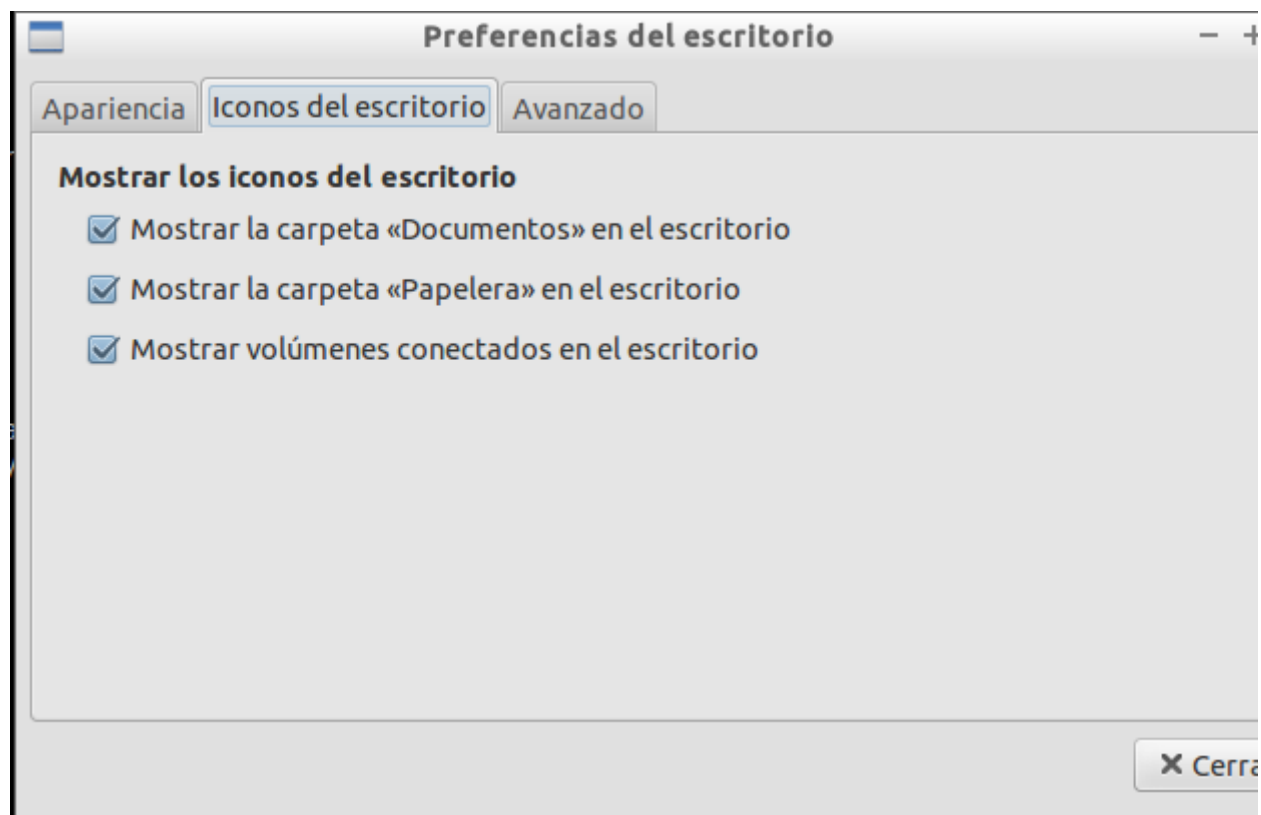 Preferencias del escritorio
Apariencia Iconos del escritorio Avanzado
Mostrar los iconos del escritorio
Mostrar la carpeta «Documentos» en el escritorio
Mostrar la carpeta «Papelera» en el escritorio
Mostrar volúmenes conectados en el escritorio
Cerra